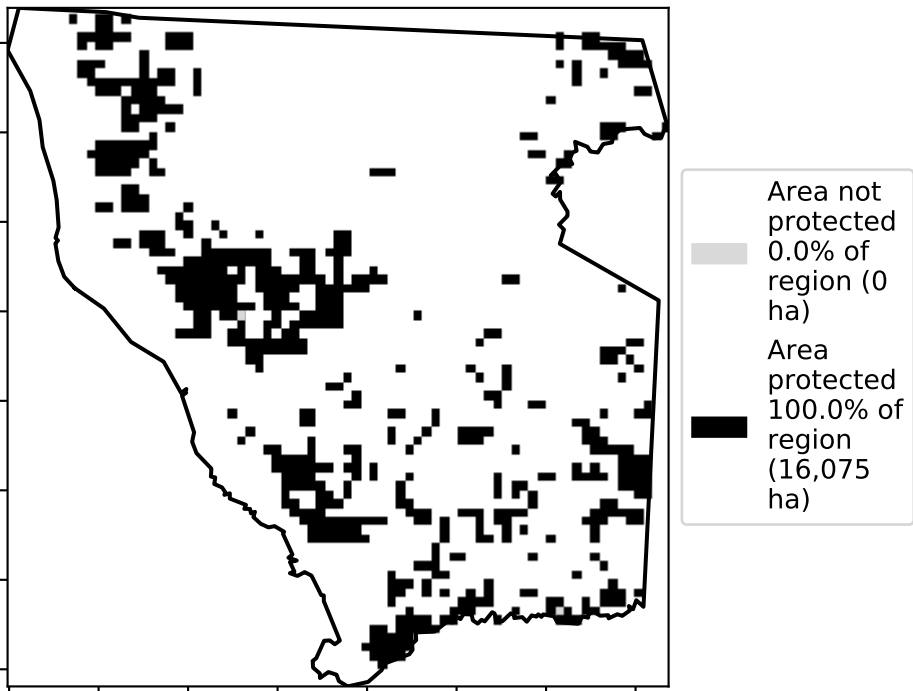 Area not
protected
0.0% of
region (0
ha)
Area
protected
100.0% of
region
(16,075
ha)